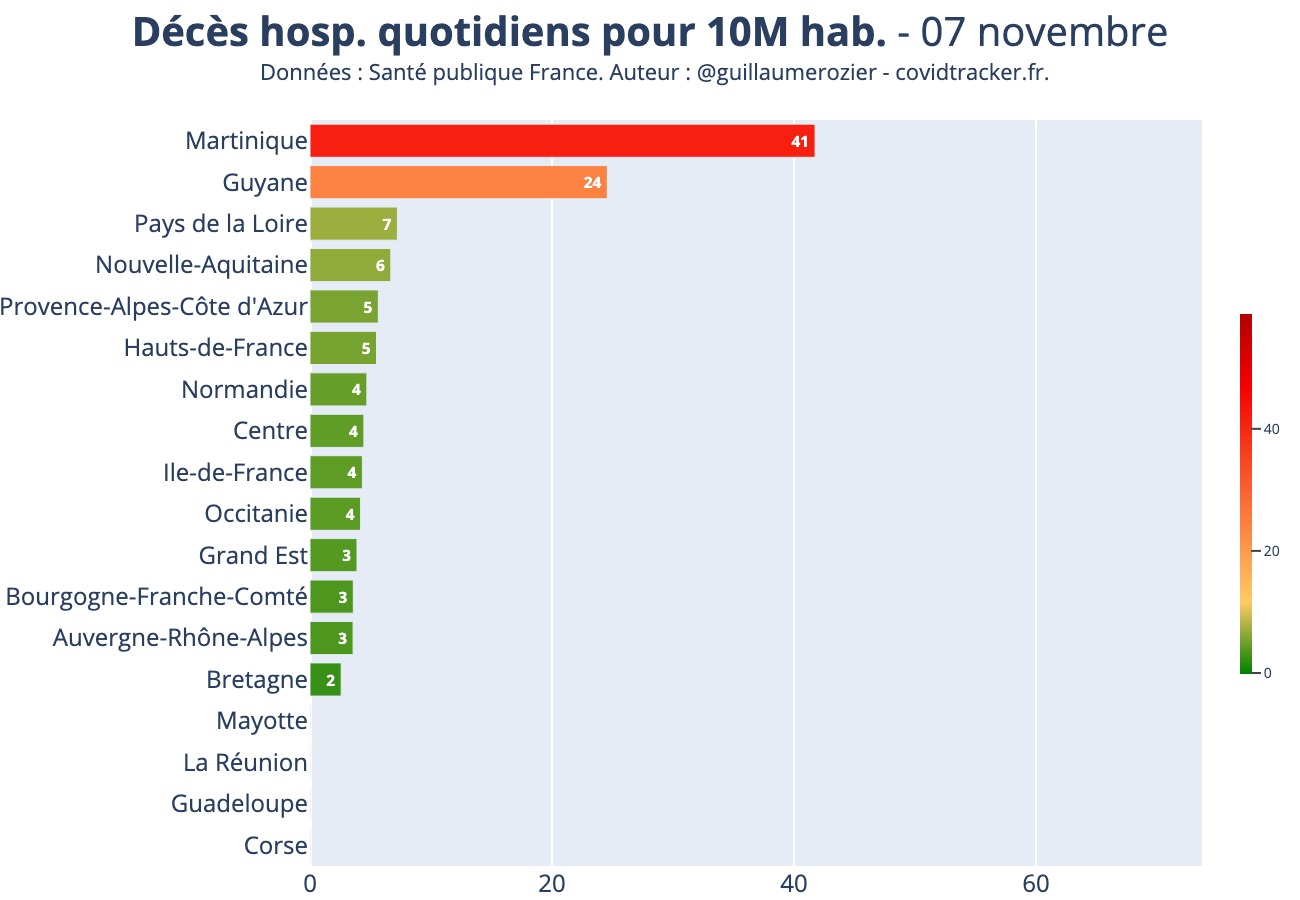 Décès hosp. quotidiens pour 10M hab. - 07 novembre
Données : Santé publique France. Auteur : @guillaumerozier - covidtracker.fr.
Martinique 41
Guyane 24
Pays de la Loire 7
Nouvelle-Aquitaine 6
Provence-Alpes-Côte d'Azur 5
Hauts-de-France 5
Normandie 4
Centre 4
Ile-de-France 4
Occitanie 4
Grand Est 3
Bourgogne-Franche-Comté 3
Auvergne-Rhône-Alpes 3
Bretagne 2
Mayotte
La Réunion
Guadeloupe
Corse
0 20 40 60
40
20
0